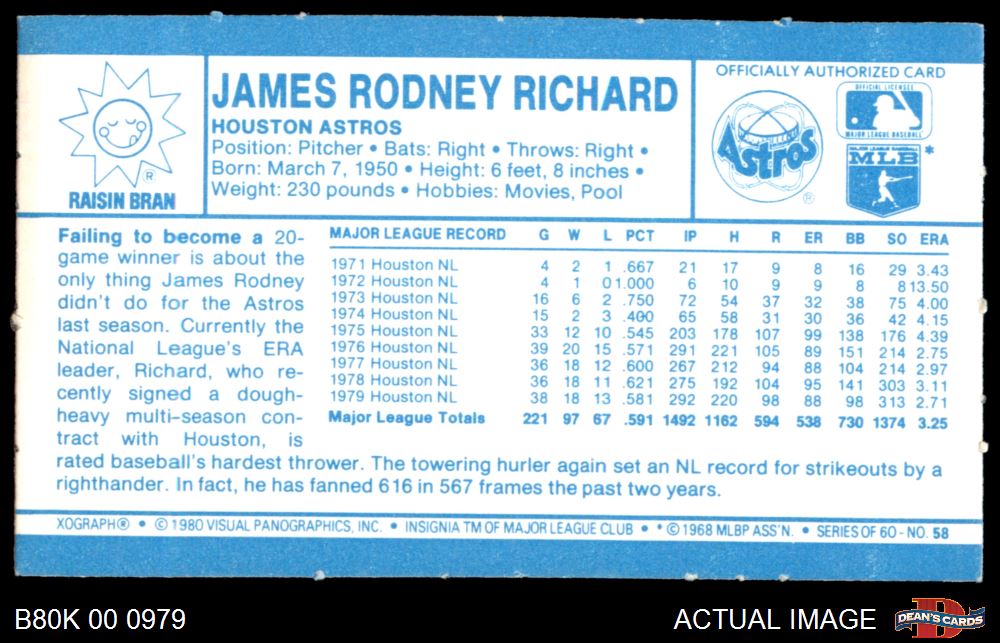 RAISIN BRAN
®
JAMES RODNEY RICHARD
HOUSTON ASTROS
Position: Pitcher • Bats: Right • Throws: Right •
Born: March 7, 1950 • Height: 6 feet, 8 inches •
Weight: 230 pounds • Hobbies: Movies, Pool
OFFICIALLY AUTHORIZED CARD
Astros
®
OFFICIAL LICENSEE
MAJOR LEAGUE BASEBALL
MAJOR LEAGUE BASEBALL
MLB *
PLAYERS
Failing to become a 20-
game winner is about the
only thing James Rodney
didn't do for the Astros
last season. Currently the
National League's ERA
leader, Richard, who re-
cently signed a dough-
heavy multi-season con-
tract with Houston, is
rated baseball's hardest thrower. The towering hurler again set an NL record for strikeouts by a
righthander. In fact, he has fanned 616 in 567 frames the past two years.
MAJOR LEAGUE RECORD G W L PCT IP H R ER BB SO ERA
1971 Houston NL 4 2 1 .667 21 17 9 8 16 29 3.43
1972 Houston NL 4 1 0 1.000 6 10 9 9 8 8 13.50
1973 Houston NL 16 6 2 .750 72 54 37 32 38 75 4.00
1974 Houston NL 15 2 3 .400 65 58 31 30 36 42 4.15
1975 Houston NL 33 12 10 .545 203 178 107 99 138 176 4.39
1976 Houston NL 39 20 15 .571 291 221 105 89 151 214 2.75
1977 Houston NL 36 18 12 .600 267 212 94 88 104 214 2.97
1978 Houston NL 36 18 11 .621 275 192 104 95 141 303 3.11
1979 Houston NL 38 18 13 .581 292 220 98 88 98 313 2.71
Major League Totals 221 97 67 .591 1492 1162 594 538 730 1374 3.25
XOGRAPH® • © 1980 VISUAL PANOGRAPHICS, INC. • INSIGNIA TM OF MAJOR LEAGUE CLUB • * © 1968 MLBP ASS'N. • SERIES OF 60 - NO. 58
B80K 00 0979
ACTUAL IMAGE
DEAN'S CARDS